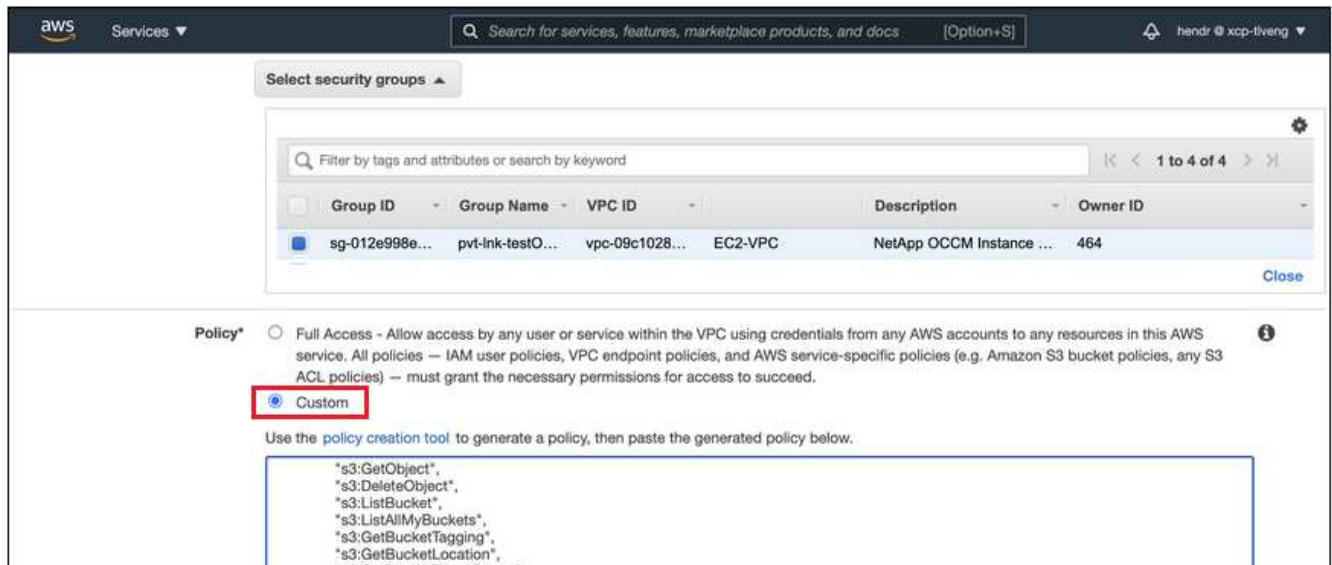 aws Services ▼ Search for services, features, marketplace products, and docs [Option+S] hendr @ xcp-tlveng ▼
Select security groups ▲
Filter by tags and attributes or search by keyword 1 to 4 of 4
Group ID Group Name VPC ID Description Owner ID
sg-012e998e... pvt-lnk-testO... vpc-09c1028... EC2-VPC NetApp OCCM Instance ... 464
Close
Policy* Full Access - Allow access by any user or service within the VPC using credentials from any AWS accounts to any resources in this AWS
service. All policies — IAM user policies, VPC endpoint policies, and AWS service-specific policies (e.g. Amazon S3 bucket policies, any S3
ACL policies) — must grant the necessary permissions for access to succeed.
Custom
Use the policy creation tool to generate a policy, then paste the generated policy below.
"s3:GetObject",
"s3:DeleteObject",
"s3:ListBucket",
"s3:ListAllMyBuckets",
"s3:GetBucketTagging",
"s3:GetBucketLocation",